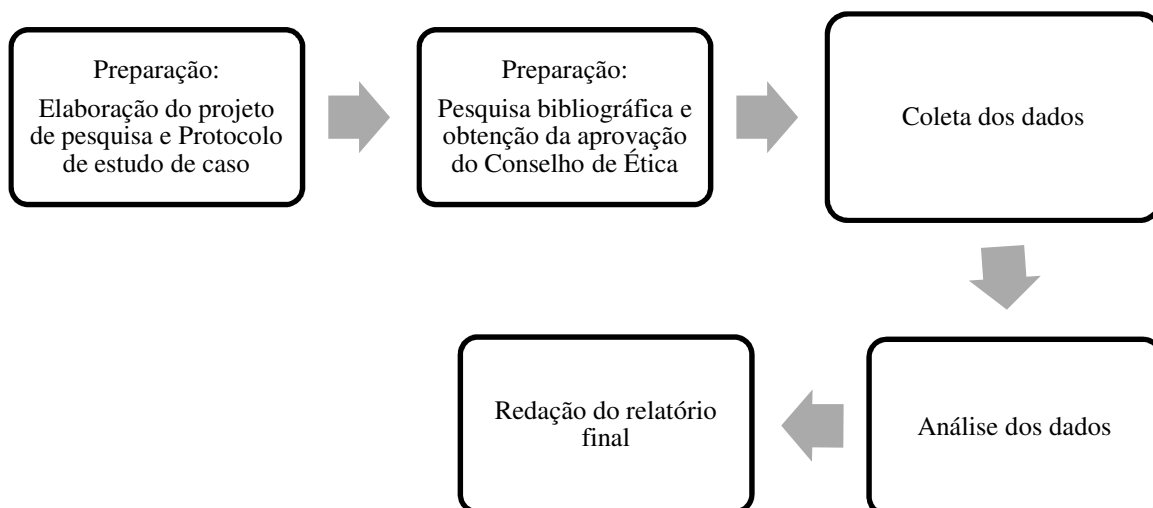 Preparação:
Elaboração do projeto
de pesquisa e Protocolo
de estudo de caso
Preparação:
Pesquisa bibliográfica e
obtenção da aprovação
do Conselho de Ética
Coleta dos dados
Análise dos dados
Redação do relatório
final